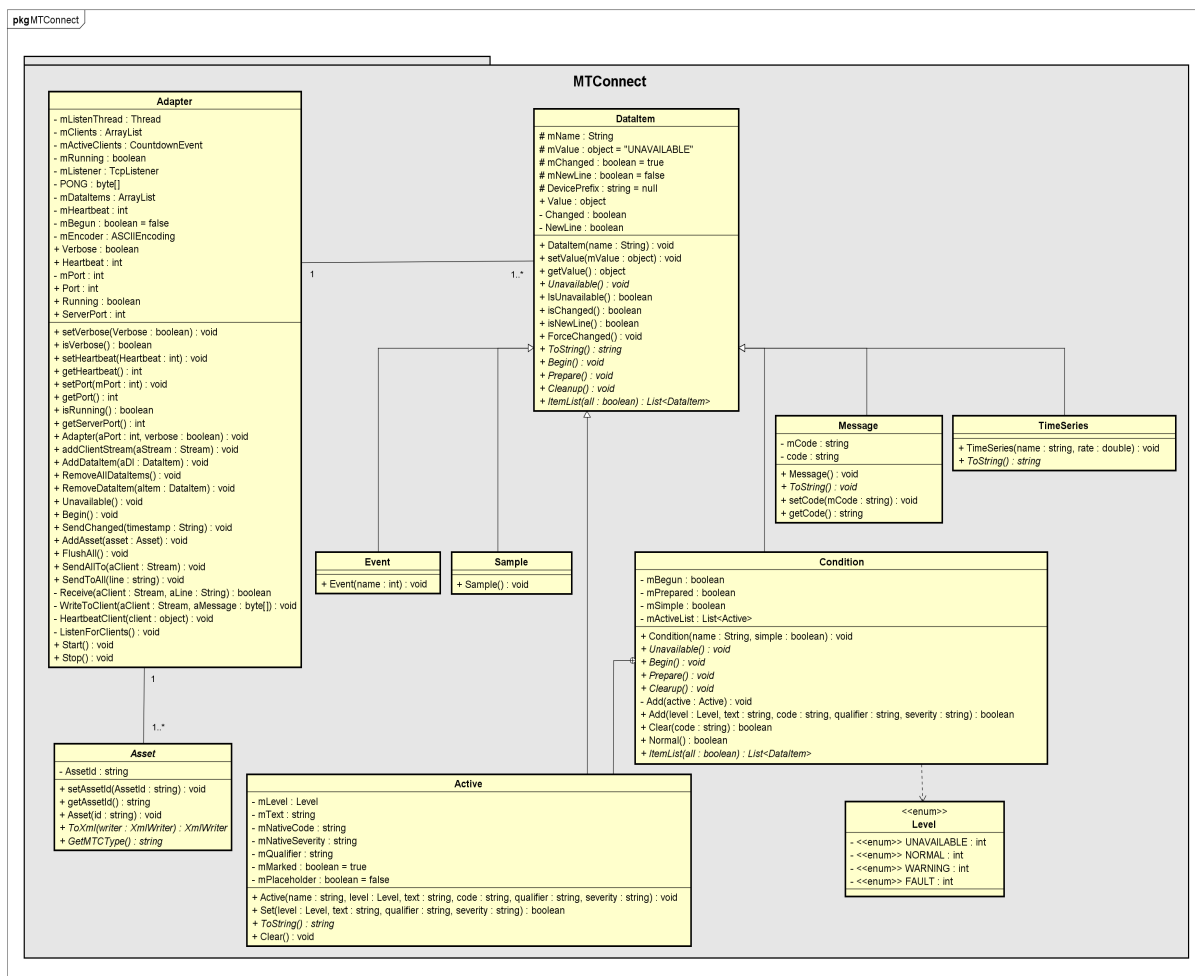 pkg MTConnect
MTConnect
Adapter
- mListenThread : Thread
- mClients : ArrayList
- mActiveClients : CountdownEvent
- mRunning : boolean
- mListener : TcpListener
- PONG : byte[]
- mDataItems : ArrayList
- mHeartbeat : int
- mBegun : boolean = false
- mEncoder : ASCIIEncoding
+ Verbose : boolean
+ Heartbeat : int
- mPort : int
+ Port : int
+ Running : boolean
+ ServerPort : int
+ setVerbose(Verbose : boolean) : void
+ isVerbose() : boolean
+ setHeartbeat(Heartbeat : int) : void
+ getHeartbeat() : int
+ setPort(mPort : int) : void
+ getPort() : int
+ isRunning() : boolean
+ getServerPort() : int
+ Adapter(aPort : int, verbose : boolean) : void
+ addClientStream(aStream : Stream) : void
+ AddDataItem(aDI : DataItem) : void
+ RemoveAllDataItems() : void
+ RemoveDataItem(aItem : DataItem) : void
+ Unavailable() : void
+ Begin() : void
+ SendChanged(timestamp : String) : void
+ AddAsset(asset : Asset) : void
+ FlushAll() : void
+ SendAllTo(aClient : Stream) : void
+ SendToAll(line : string) : void
- Receive(aClient : Stream, aLine : String) : boolean
- WriteToClient(aClient : Stream, aMessage : byte[]) : void
- HeartbeatClient(client : object) : void
- ListenForClients() : void
+ Start() : void
+ Stop() : void
1
1..*
DataItem
# mName : String
# mValue : object = "UNAVAILABLE"
# mChanged : boolean = true
# mNewLine : boolean = false
# DevicePrefix : string = null
+ Value : object
- Changed : boolean
- NewLine : boolean
+ DataItem(name : String) : void
+ setValue(mValue : object) : void
+ getValue() : object
+ Unavailable() : void
+ IsUnavailable() : boolean
+ isChanged() : boolean
+ isNewLine() : boolean
+ ForceChanged() : void
+ ToString() : string
+ Begin() : void
+ Prepare() : void
+ Cleanup() : void
+ ItemList(all : boolean) : List<DataItem>
Message
- mCode : string
- code : string
+ Message() : void
+ ToString() : void
+ setCode(mCode : string) : void
+ getCode() : string
TimeSeries
+ TimeSeries(name : string, rate : double) : void
+ ToString() : string
Event
+ Event(name : int) : void
Sample
+ Sample() : void
Condition
- mBegun : boolean
- mPrepared : boolean
- mSimple : boolean
- mActiveList : List<Active>
+ Condition(name : String, simple : boolean) : void
+ Unavailable() : void
+ Begin() : void
+ Prepare() : void
+ Clearup() : void
- Add(active : Active) : void
+ Add(level : Level, text : string, code : string, qualifier : string, severity : string) : boolean
+ Clear(code : string) : boolean
+ Normal() : boolean
+ ItemList(all : boolean) : List<DataItem>
1
1..*
Asset
- AssetId : string
+ setAssetId(AssetId : string) : void
+ getAssetId() : string
+ Asset(id : string) : void
+ ToXml(writer : XmlWriter) : XmlWriter
+ GetMTCType() : string
Active
- mLevel : Level
- mText : string
- mNativeCode : string
- mNativeSeverity : string
- mQualifier : string
- mMarked : boolean = true
- mPlaceholder : boolean = false
+ Active(name : string, level : Level, text : string, code : string, qualifier : string, severity : string) : void
+ Set(level : Level, text : string, qualifier : string, severity : string) : boolean
+ ToString() : string
+ Clear() : void
<<enum>>
Level
- <<enum>> UNAVAILABLE : int
- <<enum>> NORMAL : int
- <<enum>> WARNING : int
- <<enum>> FAULT : int